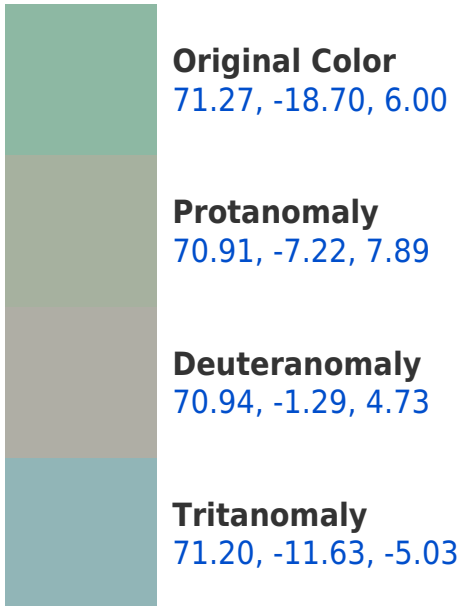 Original Color
71.27, -18.70, 6.00
Protanomaly
70.91, -7.22, 7.89
Deuteranomaly
70.94, -1.29, 4.73
Tritanomaly
71.20, -11.63, -5.03